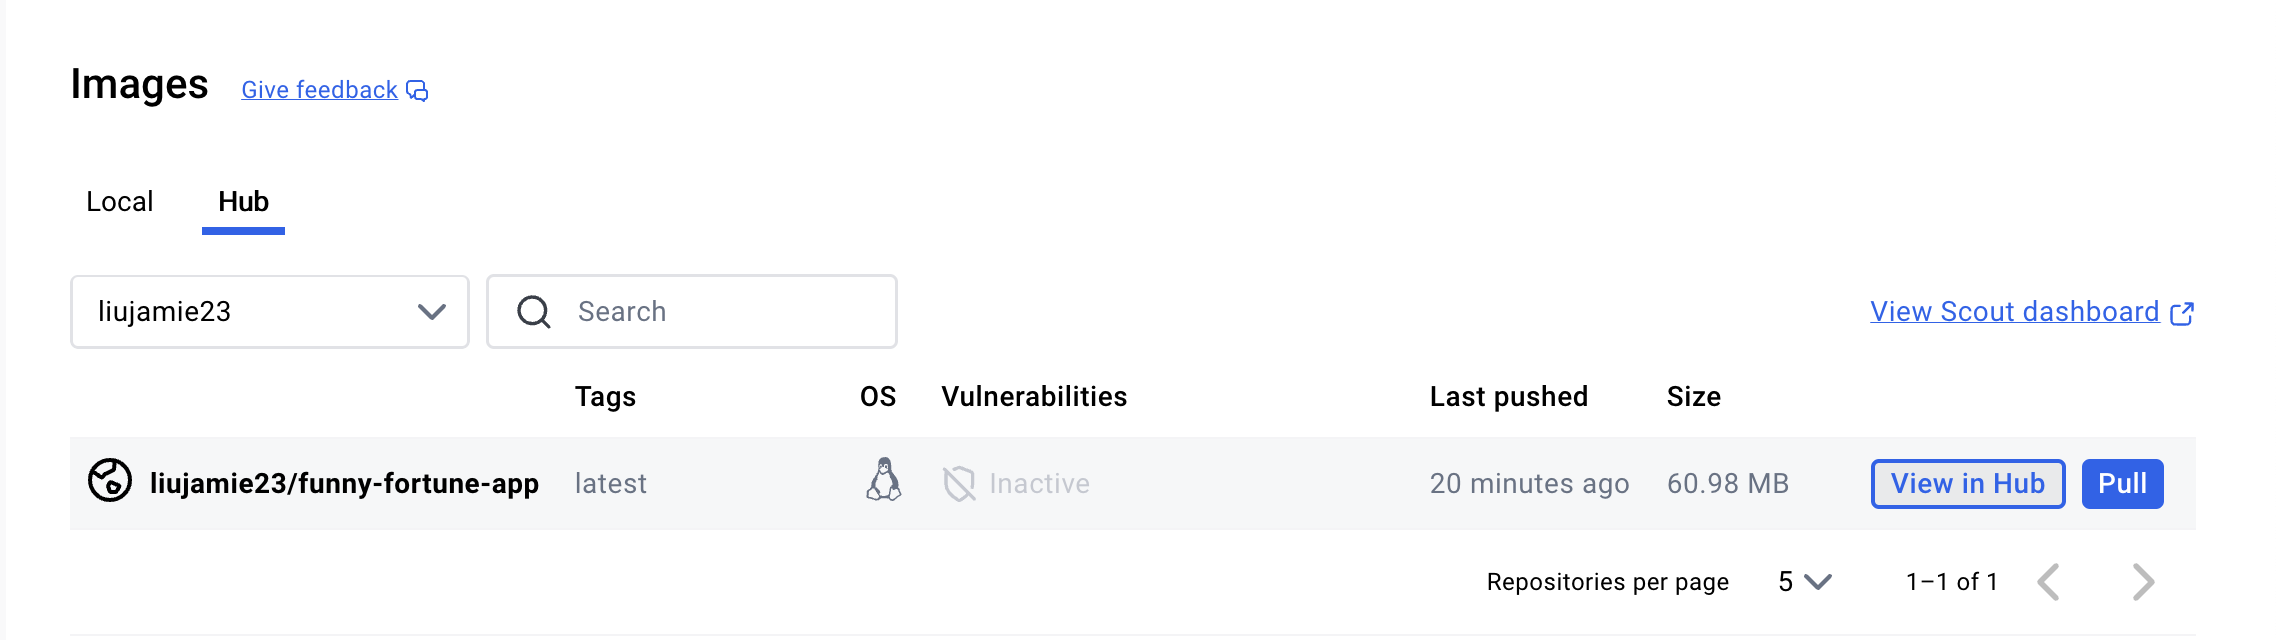 Images Give feedback
Local Hub
liujamie23 Search View Scout dashboard
Tags OS Vulnerabilities Last pushed Size
liujamie23/funny-fortune-app latest Inactive 20 minutes ago 60.98 MB View in Hub Pull
Repositories per page 5 1–1 of 1